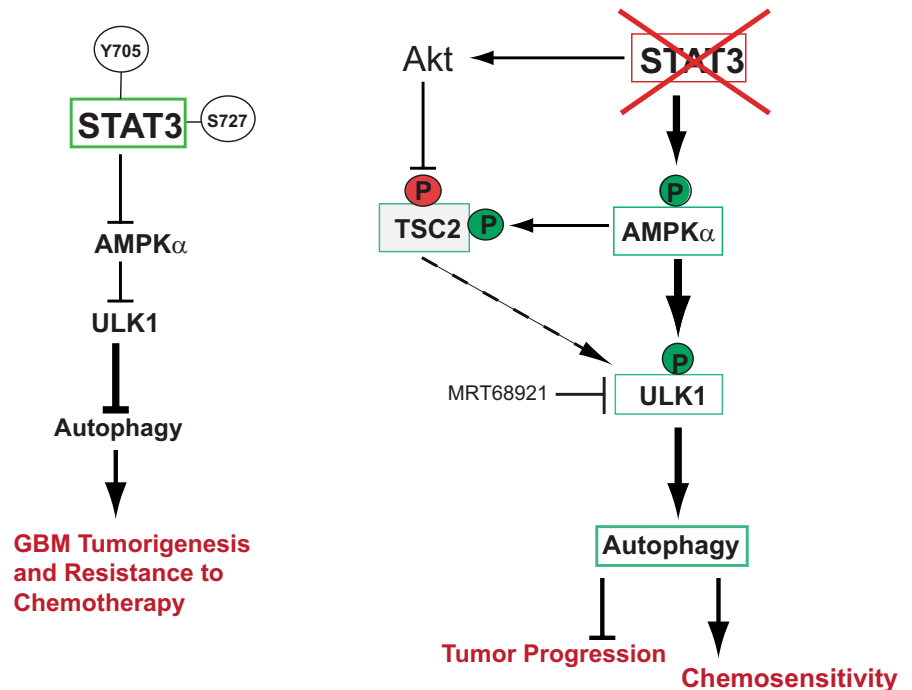 Y705
STAT3
S727
AMPKα
ULK1
Autophagy
GBM Tumorigenesis
and Resistance to
Chemotherapy
Akt
STAT3
P
P
TSC2
P
AMPKα
P
MRT68921
ULK1
Autophagy
Tumor Progression
Chemosensitivity